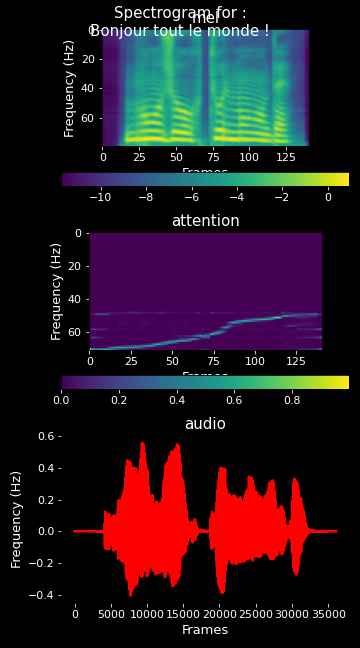 Spectrogram for :
Bonjour tout le monde !
mel
Frequency (Hz)
0
20
40
60
0 25 50 75 100 125
Frames
−10 −8 −6 −4 −2 0
attention
Frequency (Hz)
0
20
40
60
0 25 50 75 100 125
Frames
0.0 0.2 0.4 0.6 0.8
audio
Frequency (Hz)
0.6
0.4
0.2
0.0
−0.2
−0.4
0 5000 10000 15000 20000 25000 30000 35000
Frames